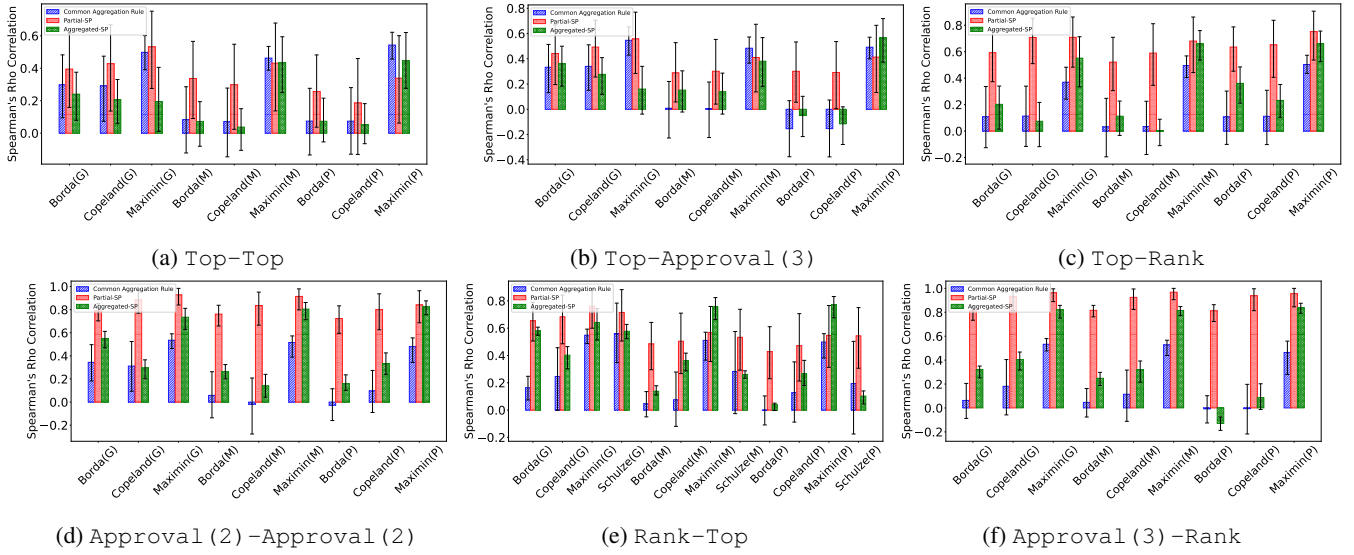 Common Aggregation Rule
Partial-SP
Aggregated-SP
Spearman's Rho Correlation
0.6
0.4
0.2
0.0
Borda(G)
Copeland(G)
Maximin(G)
Borda(M)
Copeland(M)
Maximin(M)
Borda(P)
Copeland(P)
Maximin(P)
(a) Top-Top
Common Aggregation Rule
Partial-SP
Aggregated-SP
Spearman's Rho Correlation
0.8
0.6
0.4
0.2
0.0
−0.2
−0.4
Borda(G)
Copeland(G)
Maximin(G)
Borda(M)
Copeland(M)
Maximin(M)
Borda(P)
Copeland(P)
Maximin(P)
(b) Top-Approval(3)
Common Aggregation Rule
Partial-SP
Aggregated-SP
Spearman's Rho Correlation
0.8
0.6
0.4
0.2
0.0
−0.2
Borda(G)
Copeland(G)
Maximin(G)
Borda(M)
Copeland(M)
Maximin(M)
Borda(P)
Copeland(P)
Maximin(P)
(c) Top-Rank
Common Aggregation Rule
Partial-SP
Aggregated-SP
Spearman's Rho Correlation
1.0
0.8
0.6
0.4
0.2
0.0
−0.2
Borda(G)
Copeland(G)
Maximin(G)
Borda(M)
Copeland(M)
Maximin(M)
Borda(P)
Copeland(P)
Maximin(P)
(d) Approval(2)-Approval(2)
Common Aggregation Rule
Partial-SP
Aggregated-SP
Spearman's Rho Correlation
0.8
0.6
0.4
0.2
0.0
−0.2
Borda(G)
Copeland(G)
Maximin(G)
Schulze(G)
Borda(M)
Copeland(M)
Maximin(M)
Schulze(M)
Borda(P)
Copeland(P)
Maximin(P)
Schulze(P)
(e) Rank-Top
Common Aggregation Rule
Partial-SP
Aggregated-SP
Spearman's Rho Correlation
1.0
0.8
0.6
0.4
0.2
0.0
−0.2
Borda(G)
Copeland(G)
Maximin(G)
Borda(M)
Copeland(M)
Maximin(M)
Borda(P)
Copeland(P)
Maximin(P)
(f) Approval(3)-Rank